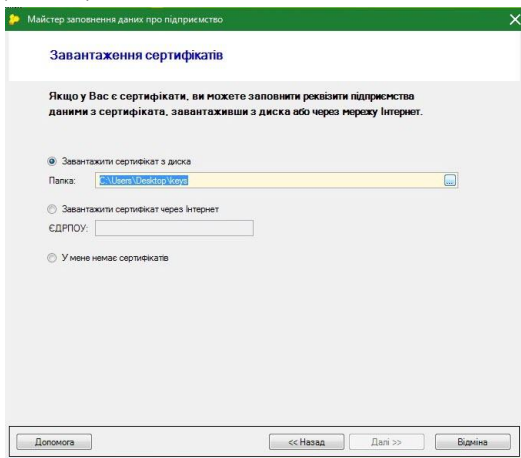 Майстер заповнення даних про підприємство
Завантаження сертифікатів
Якщо у Вас є сертифікати, ви можете заповнити реквізити підприємства
даними з сертифіката, завантаживши з диска або через мережу Інтернет.
Завантажити сертифікат з диска
Папка: C:\Users\Desktop\keys ...
Завантажити сертифікат через Інтернет
ЄДРПОУ:
У мене немає сертифікатів
Допомога << Назад Далі >> Відміна